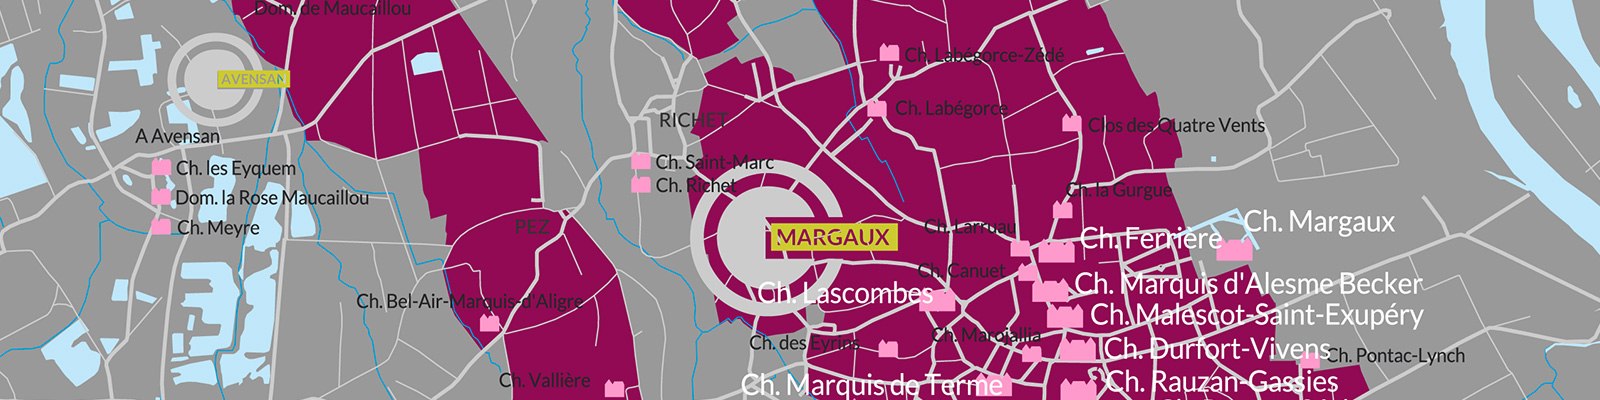 Dom. de Maucaillou
AVENSAN
Ch. Labégorce-Zédé
Ch. Labégorce
RICHET
Clos des Quatre Vents
A Avensan
Ch. les Eyquem
Ch. Saint-Marc
Ch. Richet
Dom. la Rose Maucaillou
Ch. la Gurgue
Ch. Meyre
PEZ
Ch. Larruau
Ch. Margaux
MARGAUX
Ch. Ferrière
Ch. Canuet
Ch. Marquis d'Alesme Becker
Ch. Lascombes
Ch. Bel-Air-Marquis-d'Aligre
Ch. Malescot-Saint-Exupéry
Ch. Marojallia
Ch. des Eyrins
Ch. Durfort-Vivens
Ch. Pontac-Lynch
Ch. Vallière
Ch. Marquis de Terme
Ch. Rauzan-Gassies